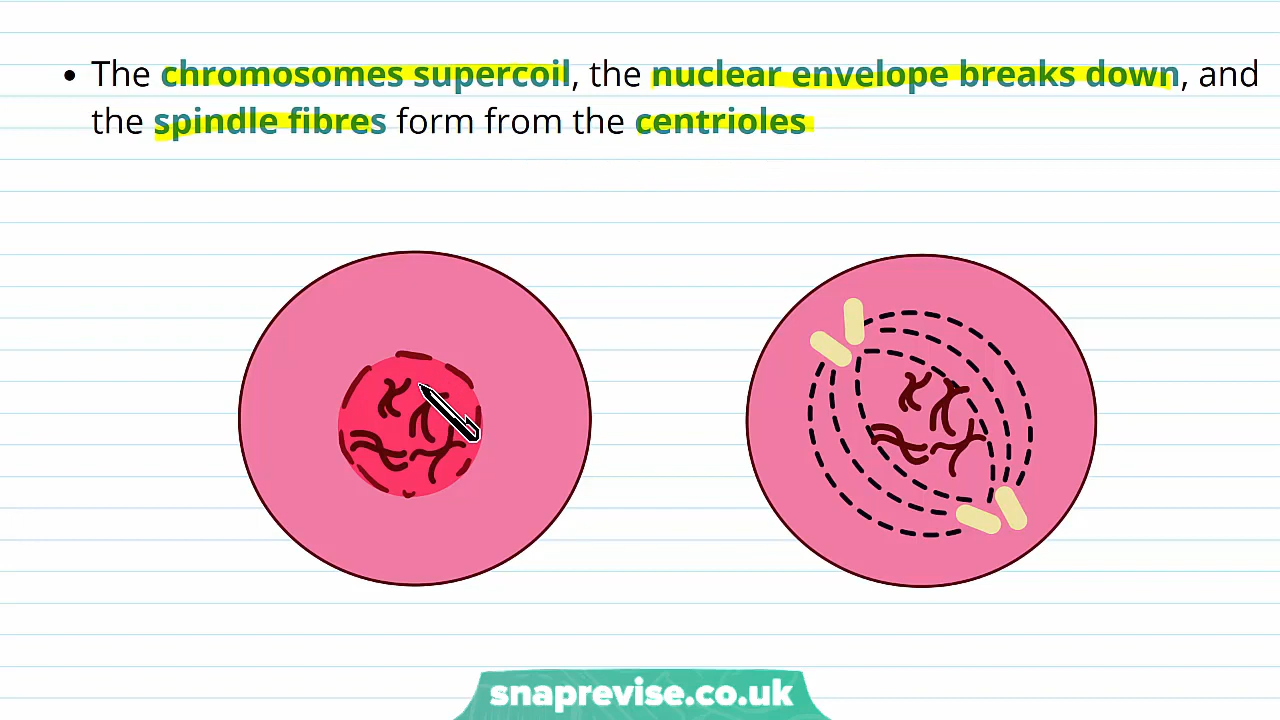 • The chromosomes supercoil, the nuclear envelope breaks down, and
the spindle fibres form from the centrioles
snaprevise.co.uk